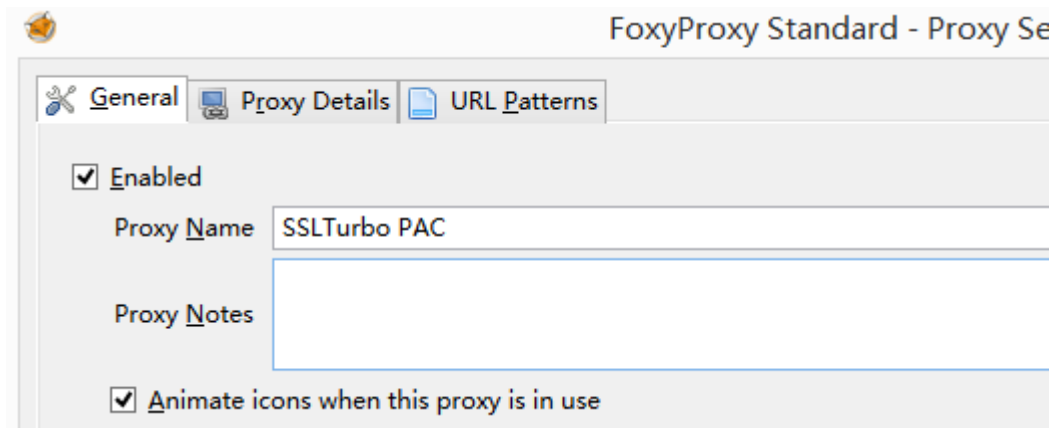 FoxyProxy Standard - Proxy Se
General Proxy Details URL Patterns
Enabled
Proxy Name SSLTurbo PAC
Proxy Notes
Animate icons when this proxy is in use